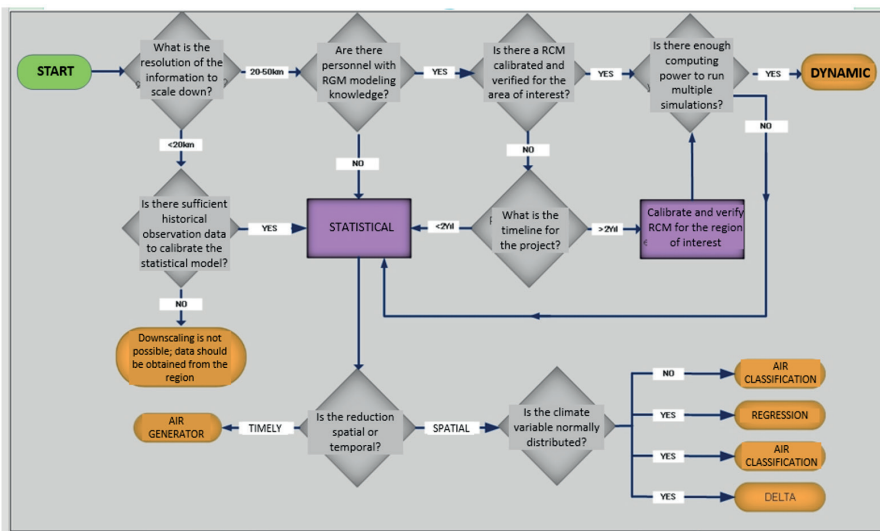 What is the
resolution of the
information to
scale down?
Are there
personnel with
RGM modeling
knowledge?
Is there a RCM
calibrated and
verified for the
area of interest?
Is there enough
computing
power to run
multiple
simulations?
START
20-50km
YES
YES
YES
DYNAMIC
NO
<20km
NO
NO
Is there sufficient
historical
observation data
to calibrate the
statistical model?
YES
STATISTICAL
What is the
timeline for
the project?
Calibrate and verify
RCM for the region
of interest
NO
Downscaling is not
possible; data should
be obtained from the
region
Is the reduction
spatial or
temporal?
AIR
GENERATOR
TIMELY
SPATIAL
Is the climate
variable normally
distributed?
NO
AIR
CLASSIFICATION
YES
REGRESSION
YES
AIR
CLASSIFICATION
YES
DELTA